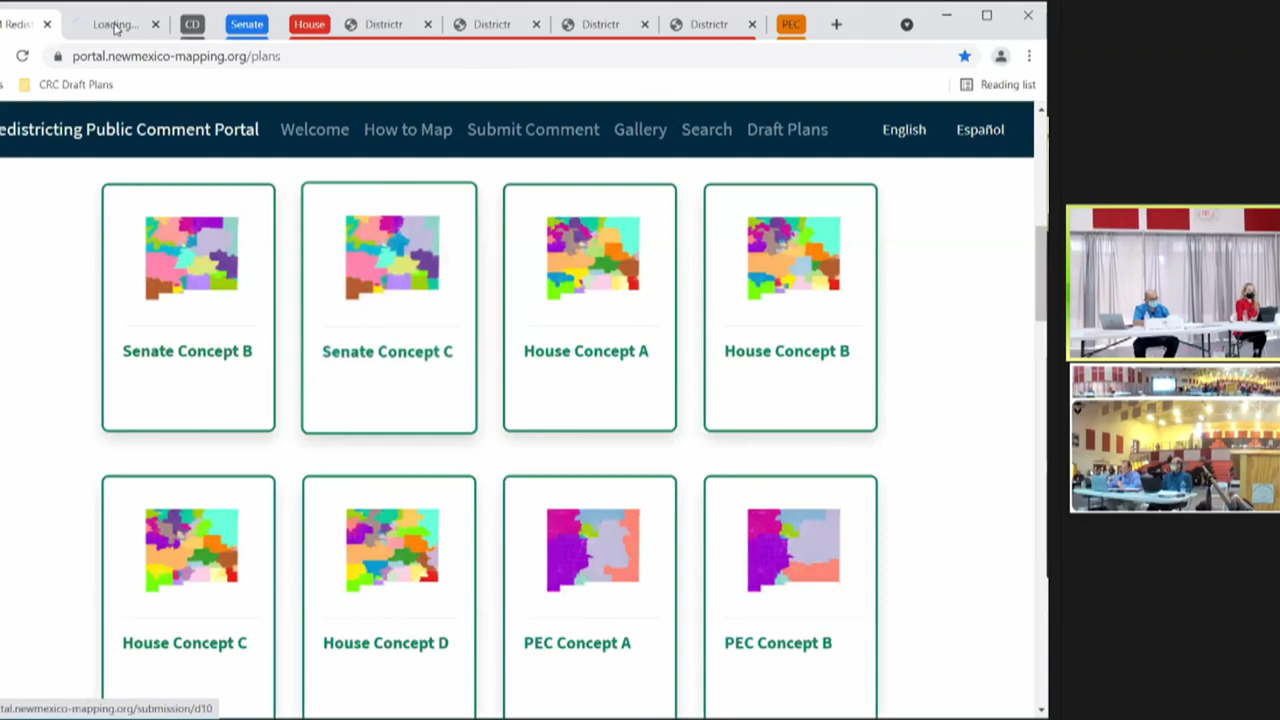 Redist
Loading...
CD
Senate
House
Districtr
Districtr
Districtr
Districtr
PEC
portal.newmexico-mapping.org/plans
CRC Draft Plans
Reading list
edistricting Public Comment Portal
Welcome
How to Map
Submit Comment
Gallery
Search
Draft Plans
English
Español
Senate Concept B
Senate Concept C
House Concept A
House Concept B
House Concept C
House Concept D
PEC Concept A
PEC Concept B
tal.newmexico-mapping.org/submission/d10